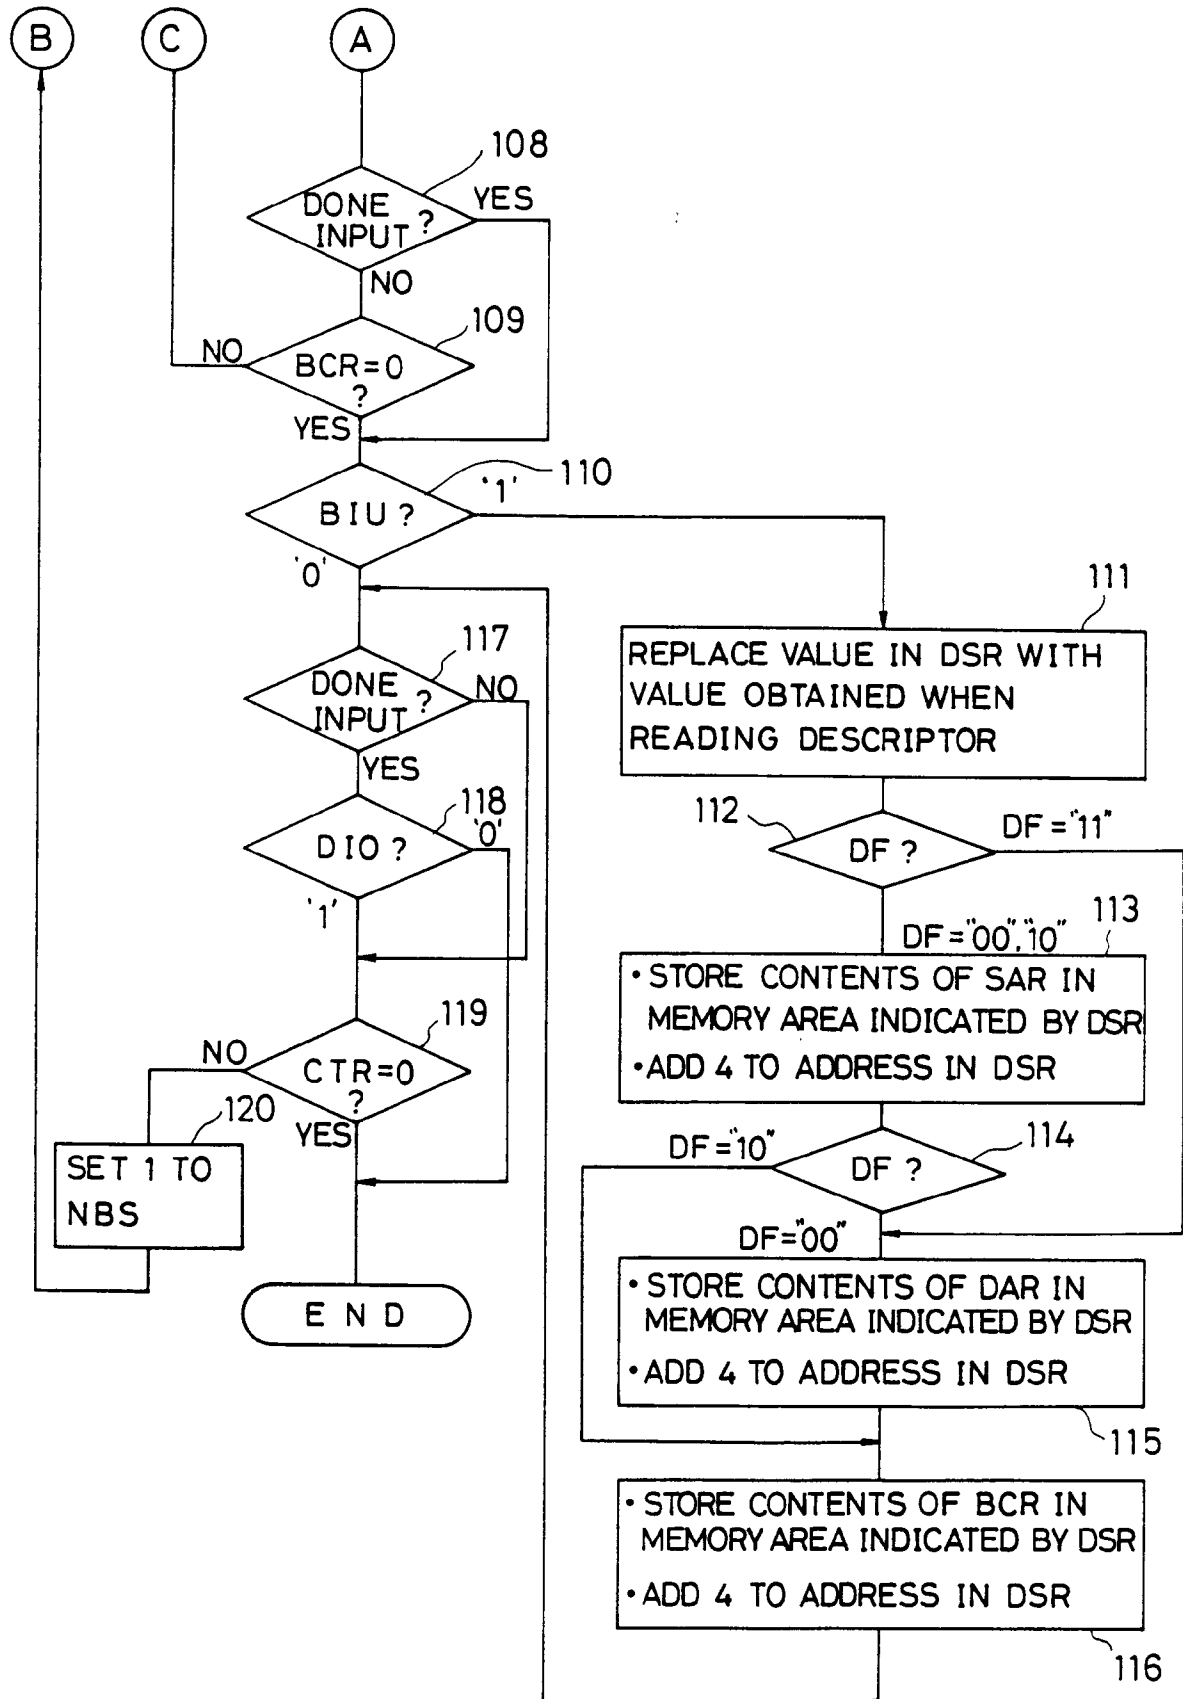 B
C
A
108
DONE
INPUT ?
YES
NO
109
BCR=0
?
NO
YES
110
BIU ?
'1'
'0'
111
REPLACE VALUE IN DSR WITH
VALUE OBTAINED WHEN
READING DESCRIPTOR
117
DONE
INPUT ?
NO
YES
118
DIO ?
'0'
'1'
112
DF ?
DF="11"
DF="00","10"
113
• STORE CONTENTS OF SAR IN
MEMORY AREA INDICATED BY DSR
• ADD 4 TO ADDRESS IN DSR
119
CTR=0
?
NO
YES
120
SET 1 TO
NBS
114
DF ?
DF="10"
DF="00"
END
• STORE CONTENTS OF DAR IN
MEMORY AREA INDICATED BY DSR
• ADD 4 TO ADDRESS IN DSR
115
• STORE CONTENTS OF BCR IN
MEMORY AREA INDICATED BY DSR
• ADD 4 TO ADDRESS IN DSR
116